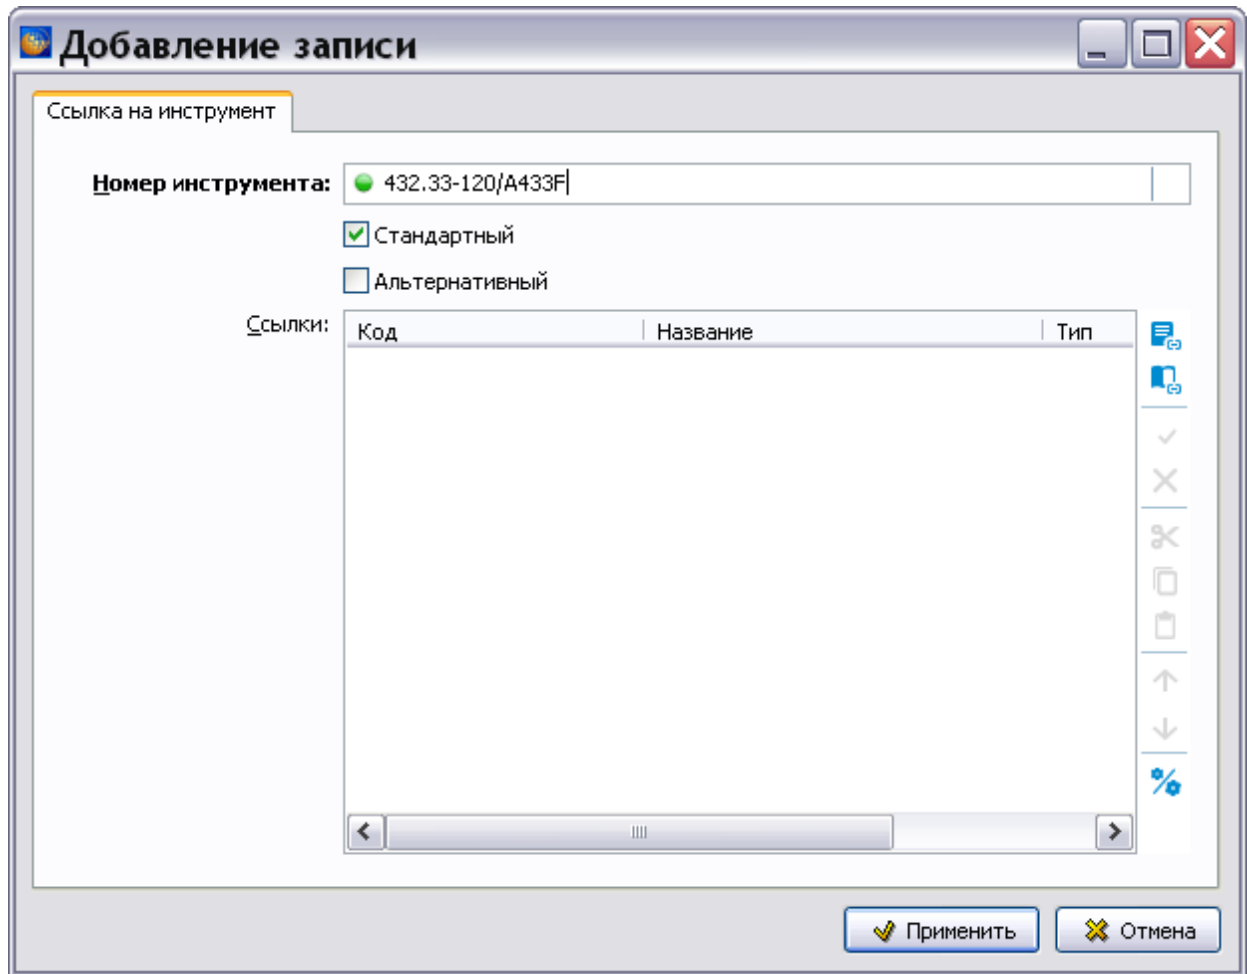 Добавление записи
Ссылка на инструмент
Номер инструмента: 432.33-120/A433F
Стандартный
Альтернативный
Ссылки: Код Название Тип
Применить Отмена